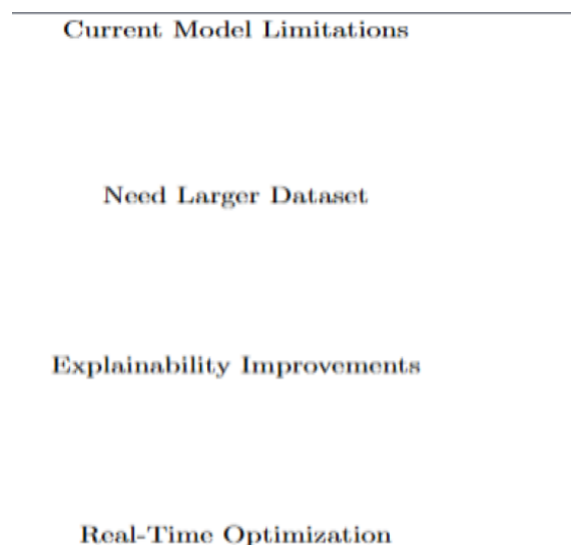 Current Model Limitations
Need Larger Dataset
Explainability Improvements
Real-Time Optimization